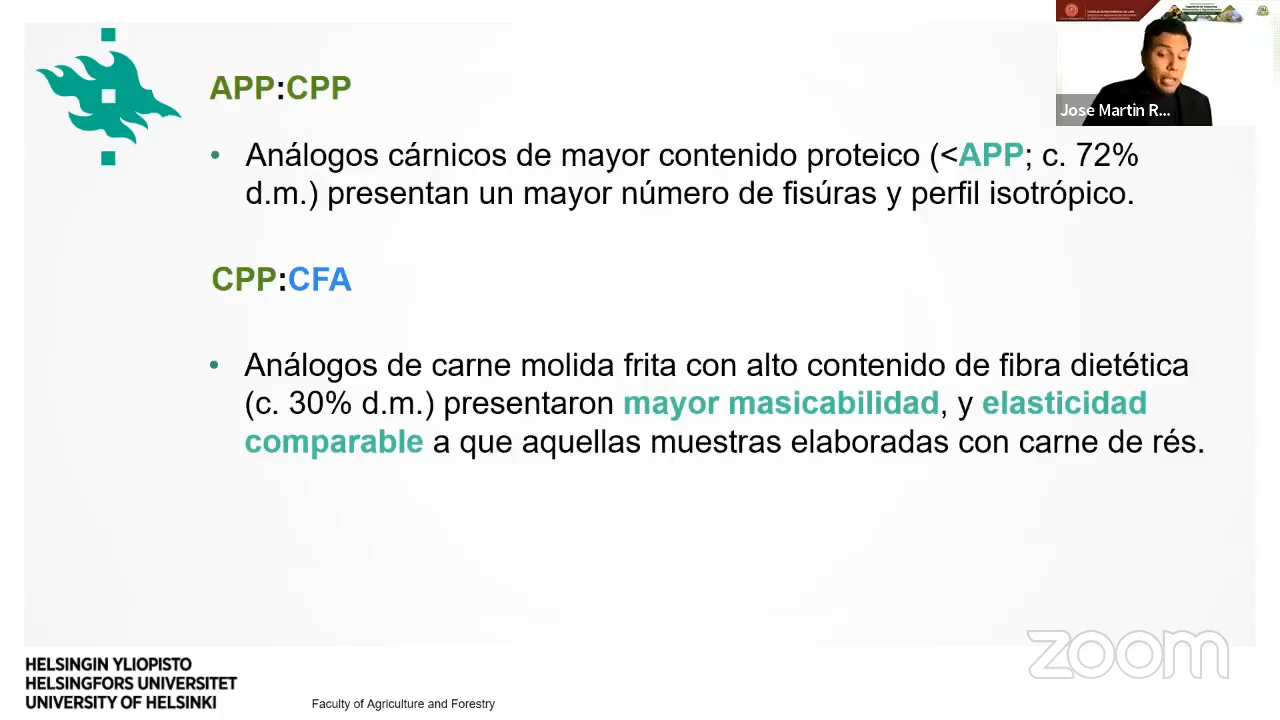 APP:CPP
Jose Martin R...
• Análogos cárnicos de mayor contenido proteico (<APP; c. 72%
d.m.) presentan un mayor número de fisúras y perfil isotrópico.
CPP:CFA
• Análogos de carne molida frita con alto contenido de fibra dietética
(c. 30% d.m.) presentaron mayor masicabilidad, y elasticidad
comparable a que aquellas muestras elaboradas con carne de rés.
zoom
HELSINGIN YLIOPISTO
HELSINGFORS UNIVERSITET
UNIVERSITY OF HELSINKI
Faculty of Agriculture and Forestry